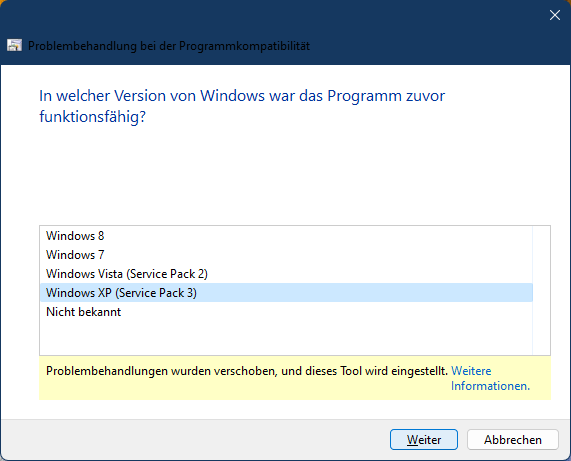 Problembehandlung bei der Programmkompatibilität
In welcher Version von Windows war das Programm zuvor
funktionsfähig?
Windows 8
Windows 7
Windows Vista (Service Pack 2)
Windows XP (Service Pack 3)
Nicht bekannt
Problembehandlungen wurden verschoben, und dieses Tool wird eingestellt. Weitere
Informationen.
Weiter
Abbrechen